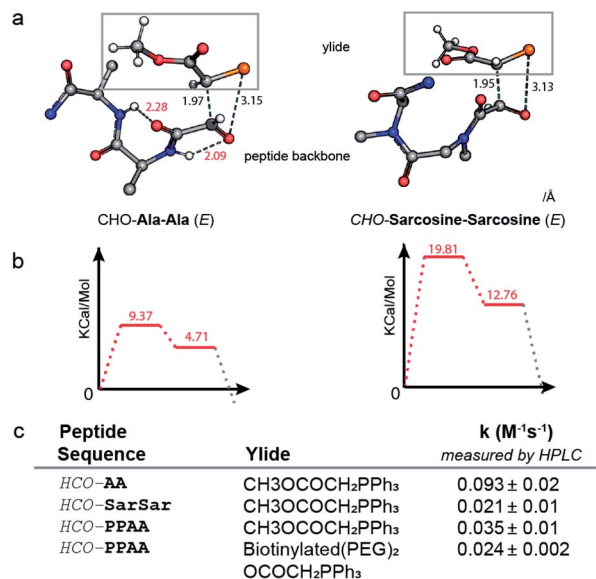 a
ylide
1.97
3.15
1.95
3.13
2.28
2.09
peptide backbone
/Å
CHO-Ala-Ala (E)
CHO-Sarcosine-Sarcosine (E)
b
KCal/Mol
9.37
4.71
0
KCal/Mol
19.81
12.76
0
c
Peptide Sequence
Ylide
k (M⁻¹s⁻¹)
measured by HPLC
HCO-AA CH3OCOCH₂PPh₃ 0.093 ± 0.02
HCO-SarSar CH3OCOCH₂PPh₃ 0.021 ± 0.01
HCO-PPAA CH3OCOCH₂PPh₃ 0.035 ± 0.01
HCO-PPAA Biotinylated(PEG)₂ 0.024 ± 0.002
OCOCH₂PPh₃